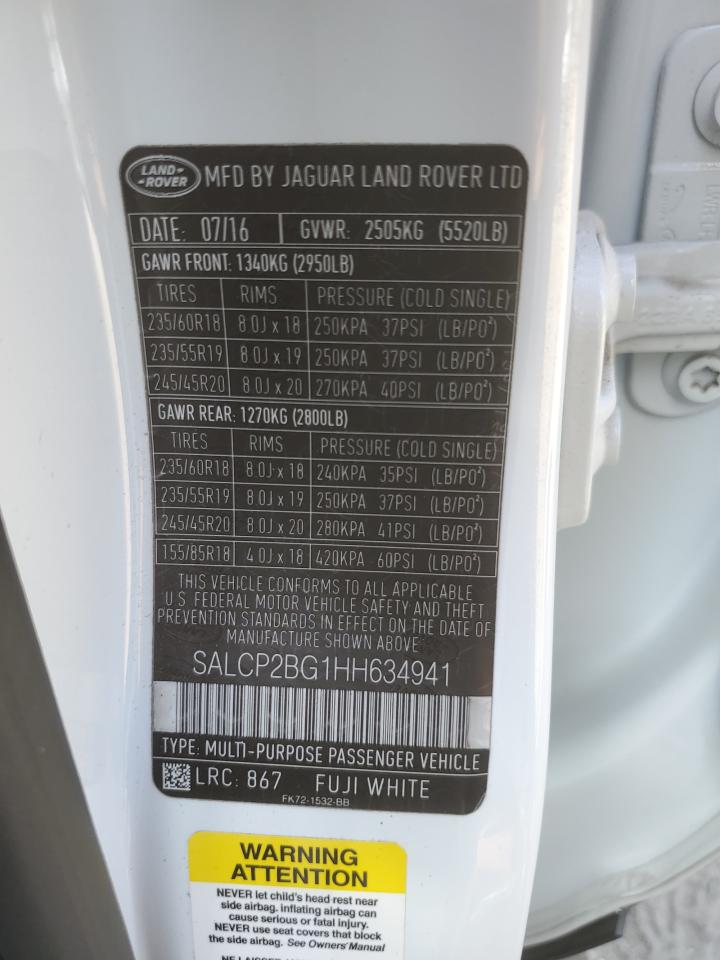 LAND-
-ROVER
MFD BY JAGUAR LAND ROVER LTD
DATE: 07/16 GVWR: 2505KG (5520LB)
GAWR FRONT: 1340KG (2950LB)
TIRES RIMS PRESSURE (COLD SINGLE)
235/60R18 8.0J x 18 250KPA 37PSI (LB/PO²)
235/55R19 8.0J x 19 250KPA 37PSI (LB/PO²)
245/45R20 8.0J x 20 270KPA 40PSI (LB/PO²)
GAWR REAR: 1270KG (2800LB)
TIRES RIMS PRESSURE (COLD SINGLE)
235/60R18 8.0J x 18 240KPA 35PSI (LB/PO²)
235/55R19 8.0J x 19 250KPA 37PSI (LB/PO²)
245/45R20 8.0J x 20 280KPA 41PSI (LB/PO²)
155/85R18 4.0J x 18 420KPA 60PSI (LB/PO²)
THIS VEHICLE CONFORMS TO ALL APPLICABLE
U.S. FEDERAL MOTOR VEHICLE SAFETY AND THEFT
PREVENTION STANDARDS IN EFFECT ON THE DATE OF
MANUFACTURE SHOWN ABOVE
SALCP2BG1HH634941
TYPE: MULTI-PURPOSE PASSENGER VEHICLE
LRC: 867 FUJI WHITE
FK72-1532-BB
WARNING
ATTENTION
NEVER let child's head rest near
side airbag. inflating airbag can
cause serious or fatal injury.
NEVER use seat covers that block
the side airbag. See Owners' Manual